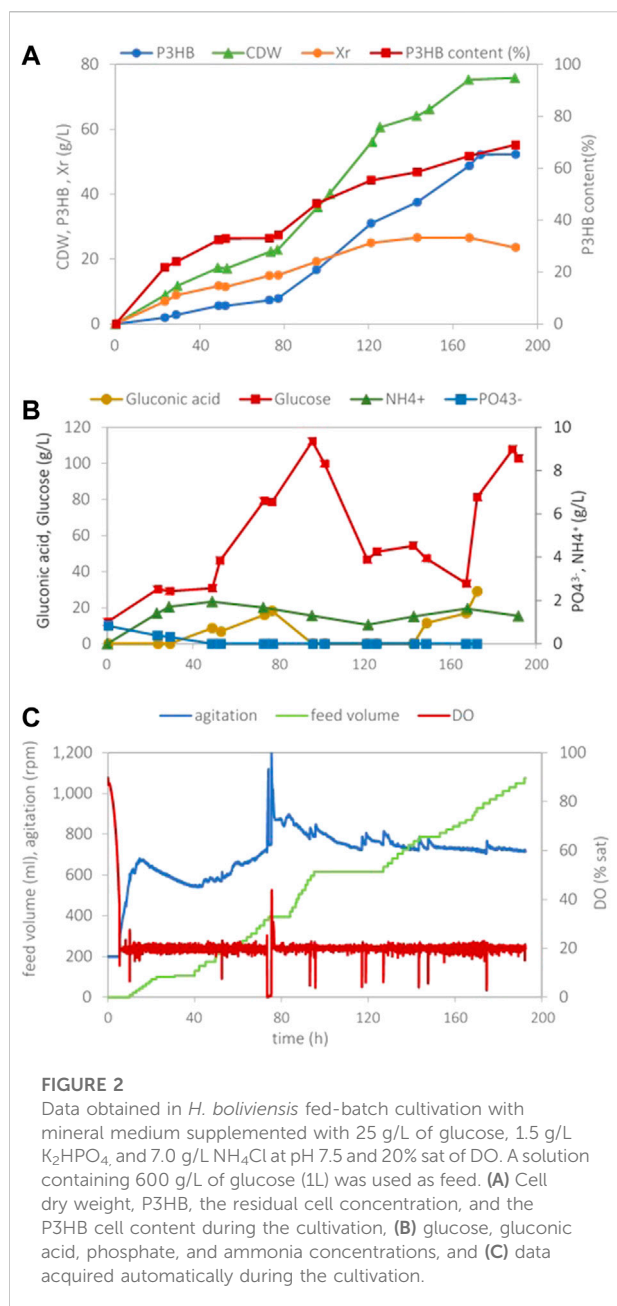 A
P3HB CDW Xr P3HB content (%)
CDW, P3HB , Xr (g/L)
80
60
40
20
0
100
80
60
40
20
0
P3HB content(%)
0 40 80 120 160 200
B
Gluconic acid Glucose NH4+ PO43-
Gluconic acid, Glucose (g/L)
120
100
80
60
40
20
0
10
8
6
4
2
0
PO4³⁻, NH4⁺ (g/L)
0 40 80 120 160 200
C
agitation feed volume DO
feed volume (ml), agitation (rpm)
1,200
1,000
800
600
400
200
0
100
80
60
40
20
0
DO (% sat)
0 40 80 120 160 200
time (h)
FIGURE 2
Data obtained in H. boliviensis fed-batch cultivation with
mineral medium supplemented with 25 g/L of glucose, 1.5 g/L
K₂HPO₄, and 7.0 g/L NH₄Cl at pH 7.5 and 20% sat of DO. A solution
containing 600 g/L of glucose (1L) was used as feed. (A) Cell
dry weight, P3HB, the residual cell concentration, and the
P3HB cell content during the cultivation, (B) glucose, gluconic
acid, phosphate, and ammonia concentrations, and (C) data
acquired automatically during the cultivation.